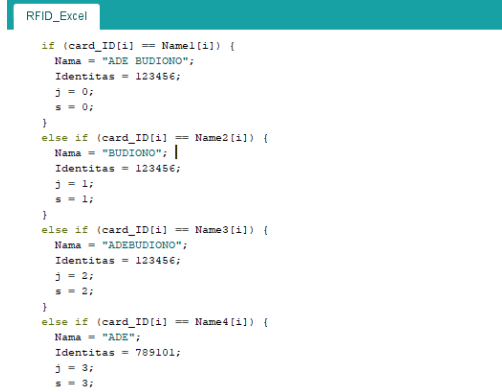 RFID_Excel
if (card_ID[i] == Name1[i]) {
Nama = "ADE BUDIONO";
Identitas = 123456;
j = 0;
s = 0;
}
else if (card_ID[i] == Name2[i]) {
Nama = "BUDIONO";
Identitas = 123456;
j = 1;
s = 1;
}
else if (card_ID[i] == Name3[i]) {
Nama = "ADEBUDIONO";
Identitas = 123456;
j = 2;
s = 2;
}
else if (card_ID[i] == Name4[i]) {
Nama = "ADE";
Identitas = 789101;
j = 3;
s = 3;